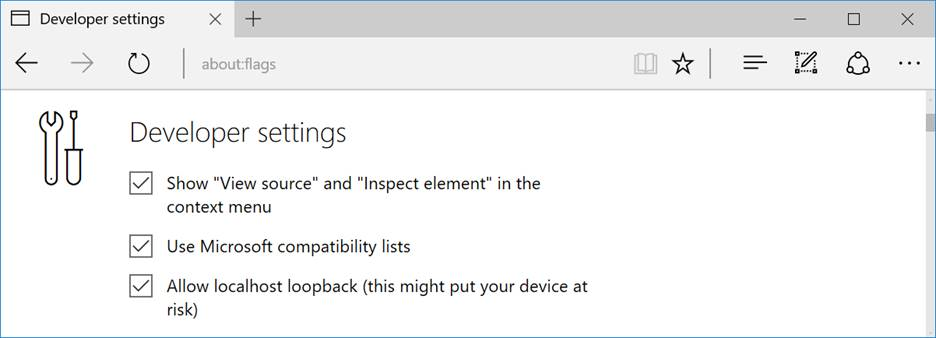 Developer settings
about:flags
Developer settings
Show "View source" and "Inspect element" in the
context menu
Use Microsoft compatibility lists
Allow localhost loopback (this might put your device at
risk)